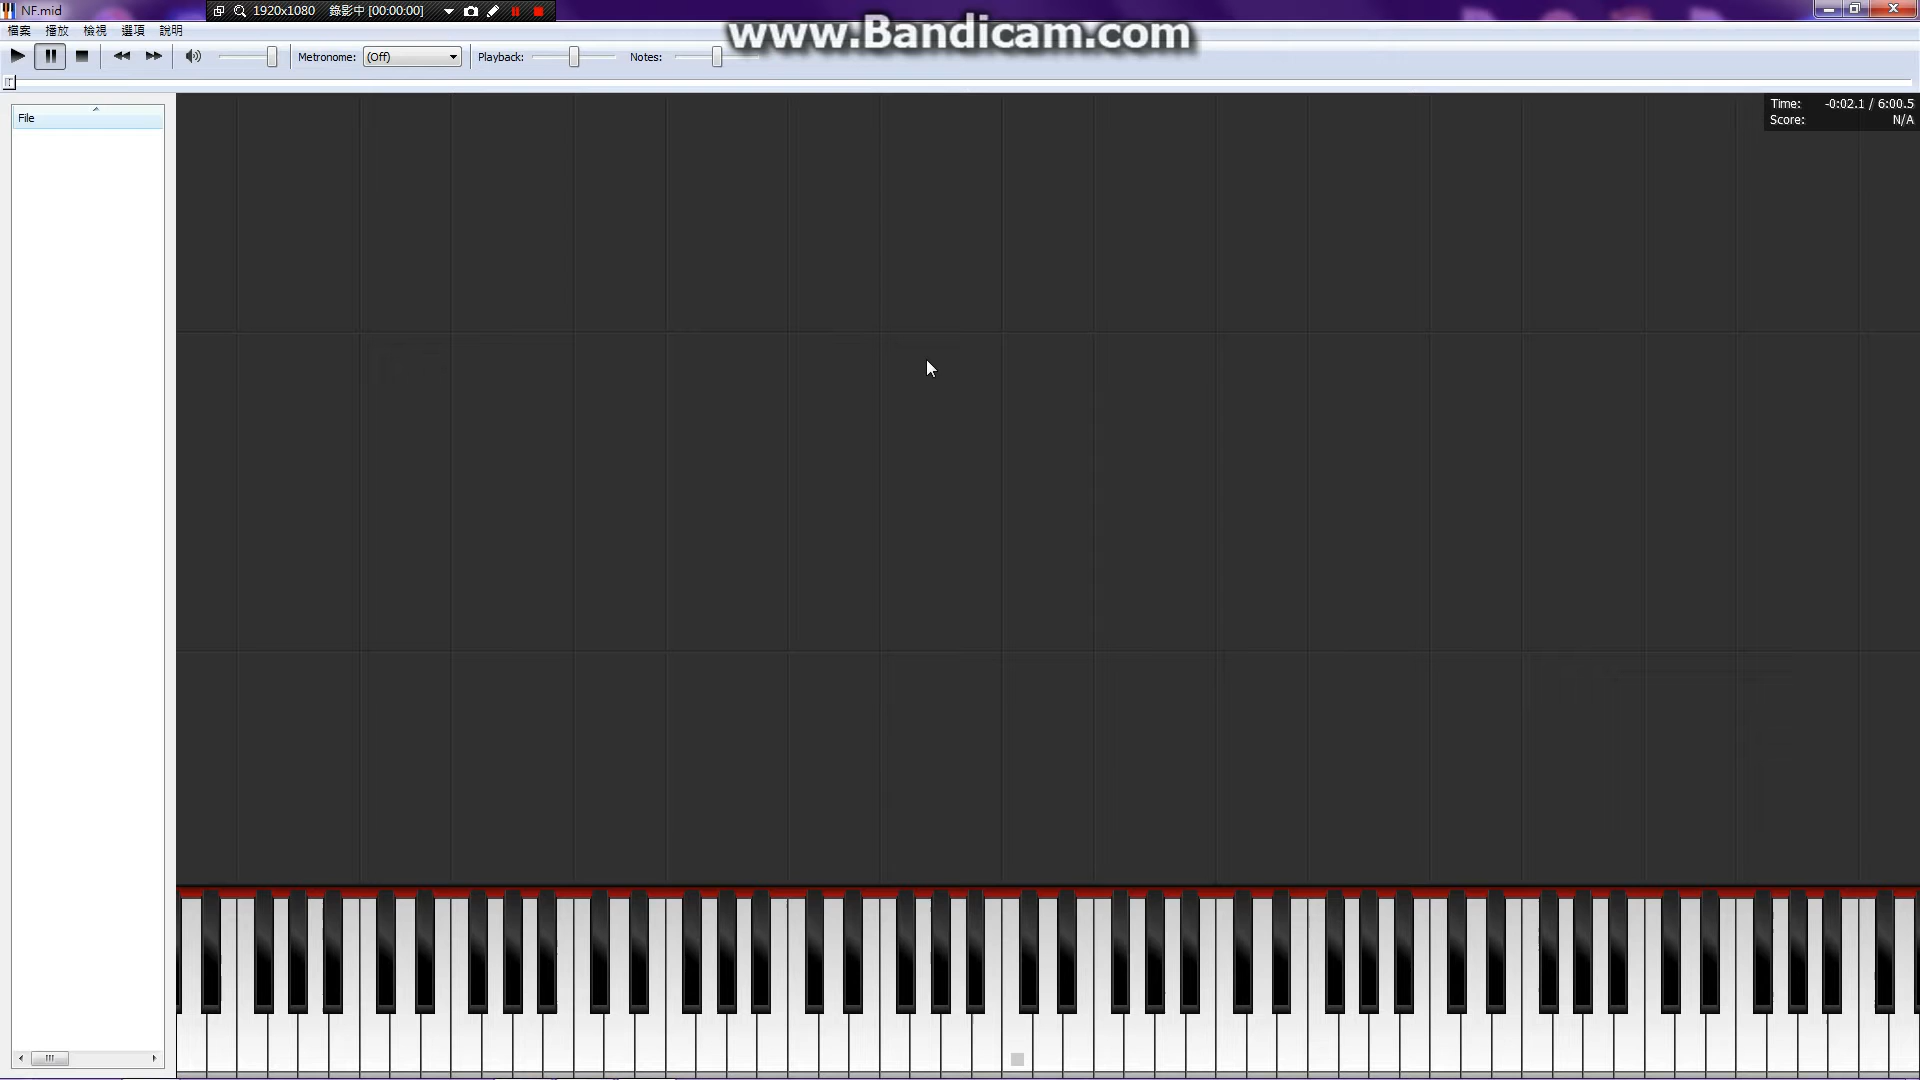 NF.mid
1920x1080 錄影中 [00:00:00]
www.Bandicam.com
檔案 播放 檢視 選項 說明
Metronome: (Off) Playback: Notes:
File
Time: -0:02.1 / 6:00.5
Score: N/A